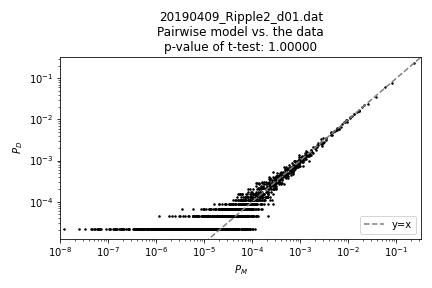 20190409_Ripple2_d01.dat
Pairwise model vs. the data
p-value of t-test: 1.00000
10⁻¹
10⁻²
10⁻³
10⁻⁴
P_D
y=x
10⁻⁸ 10⁻⁷ 10⁻⁶ 10⁻⁵ 10⁻⁴ 10⁻³ 10⁻² 10⁻¹
P_M